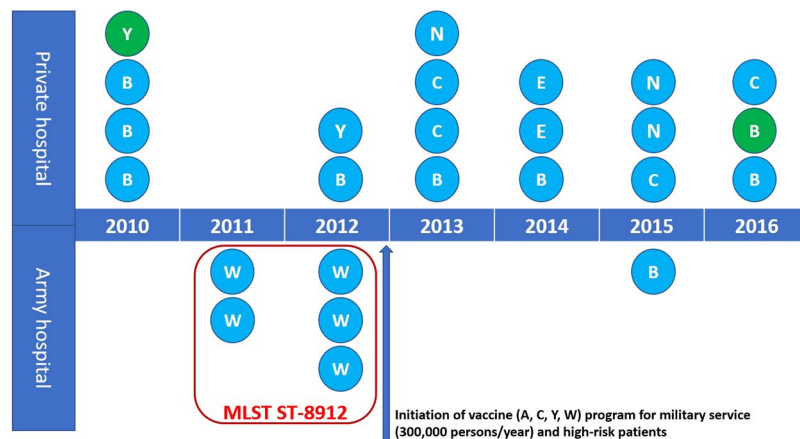 Private hospital
Y
N
B
C
E
N
C
B
Y
C
E
N
B
B
B
B
B
C
B
2010 2011 2012 2013 2014 2015 2016
Army hospital
W
W
B
W
W
W
MLST ST-8912
Initiation of vaccine (A, C, Y, W) program for military service
(300,000 persons/year) and high-risk patients